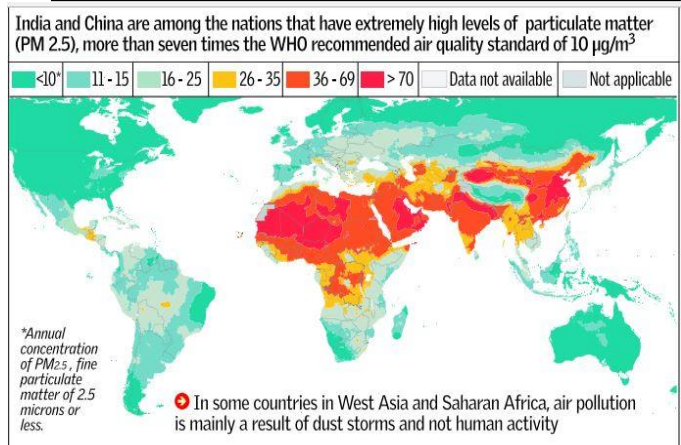 India and China are among the nations that have extremely high levels of particulate matter
(PM 2.5), more than seven times the WHO recommended air quality standard of 10 µg/m³
<10* 11 - 15 16 - 25 26 - 35 36 - 69 > 70 Data not available Not applicable
*Annual
concentration
of PM2.5, fine
particulate
matter of 2.5
microns or
less.
In some countries in West Asia and Saharan Africa, air pollution
is mainly a result of dust storms and not human activity